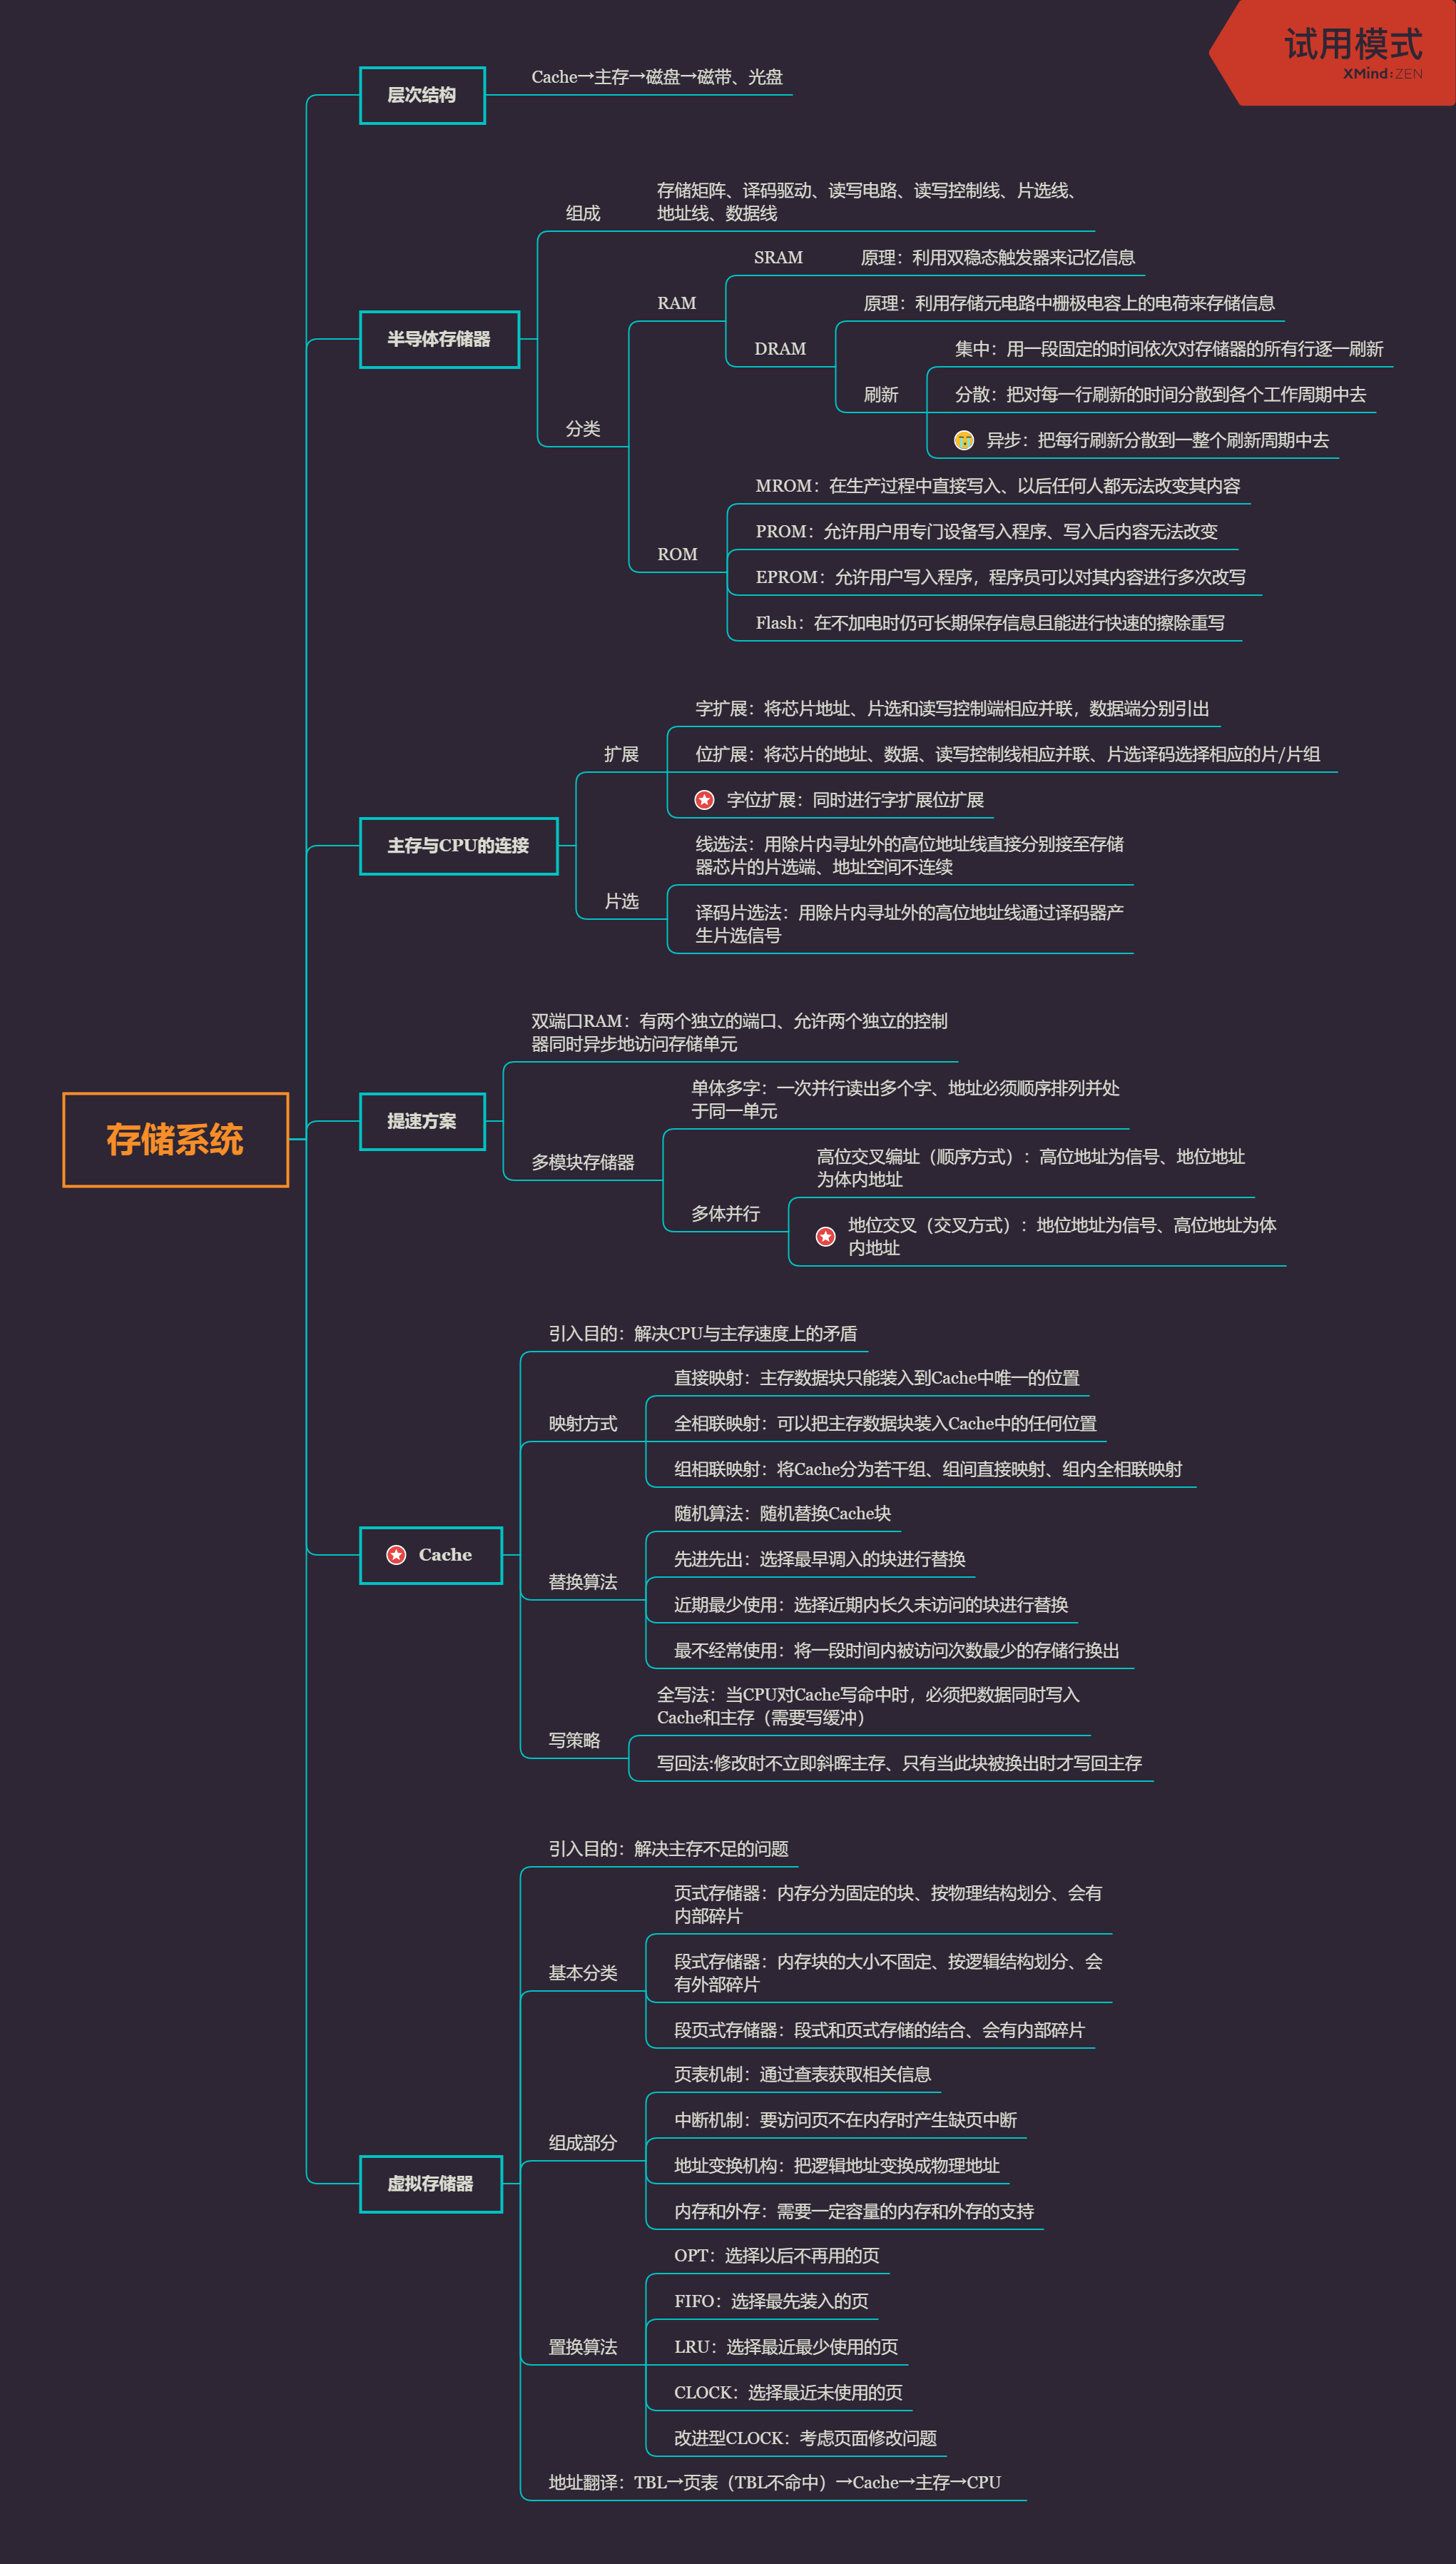 试用模式
XMind:ZEN
存储系统
层次结构
Cache→主存→磁盘→磁带、光盘
半导体存储器
组成
存储矩阵、译码驱动、读写电路、读写控制线、片选线、
地址线、数据线
分类
RAM
SRAM
原理：利用双稳态触发器来记忆信息
DRAM
原理：利用存储元电路中栅极电容上的电荷来存储信息
刷新
集中：用一段固定的时间依次对存储器的所有行逐一刷新
分散：把对每一行刷新的时间分散到各个工作周期中去
异步：把每行刷新分散到一整个刷新周期中去
ROM
MROM：在生产过程中直接写入、以后任何人都无法改变其内容
PROM：允许用户用专门设备写入程序、写入后内容无法改变
EPROM：允许用户写入程序，程序员可以对其内容进行多次改写
Flash：在不加电时仍可长期保存信息且能进行快速的擦除重写
主存与CPU的连接
扩展
字扩展：将芯片地址、片选和读写控制端相应并联，数据端分别引出
位扩展：将芯片的地址、数据、读写控制线相应并联、片选译码选择相应的片/片组
字位扩展：同时进行字扩展位扩展
片选
线选法：用除片内寻址外的高位地址线直接分别接至存储
器芯片的片选端、地址空间不连续
译码片选法：用除片内寻址外的高位地址线通过译码器产
生片选信号
提速方案
双端口RAM：有两个独立的端口、允许两个独立的控制
器同时异步地访问存储单元
多模块存储器
单体多字：一次并行读出多个字、地址必须顺序排列并处
于同一单元
多体并行
高位交叉编址（顺序方式）：高位地址为信号、地位地址
为体内地址
地位交叉（交叉方式）：地位地址为信号、高位地址为体
内地址
Cache
引入目的：解决CPU与主存速度上的矛盾
映射方式
直接映射：主存数据块只能装入到Cache中唯一的位置
全相联映射：可以把主存数据块装入Cache中的任何位置
组相联映射：将Cache分为若干组、组间直接映射、组内全相联映射
替换算法
随机算法：随机替换Cache块
先进先出：选择最早调入的块进行替换
近期最少使用：选择近期内长久未访问的块进行替换
最不经常使用：将一段时间内被访问次数最少的存储行换出
写策略
全写法：当CPU对Cache写命中时，必须把数据同时写入
Cache和主存（需要写缓冲）
写回法:修改时不立即斜晖主存、只有当此块被换出时才写回主存
虚拟存储器
引入目的：解决主存不足的问题
基本分类
页式存储器：内存分为固定的块、按物理结构划分、会有
内部碎片
段式存储器：内存块的大小不固定、按逻辑结构划分、会
有外部碎片
段页式存储器：段式和页式存储的结合、会有内部碎片
组成部分
页表机制：通过查表获取相关信息
中断机制：要访问页不在内存时产生缺页中断
地址变换机构：把逻辑地址变换成物理地址
内存和外存：需要一定容量的内存和外存的支持
置换算法
OPT：选择以后不再用的页
FIFO：选择最先装入的页
LRU：选择最近最少使用的页
CLOCK：选择最近未使用的页
改进型CLOCK：考虑页面修改问题
地址翻译：TBL→页表（TBL不命中）→Cache→主存→CPU